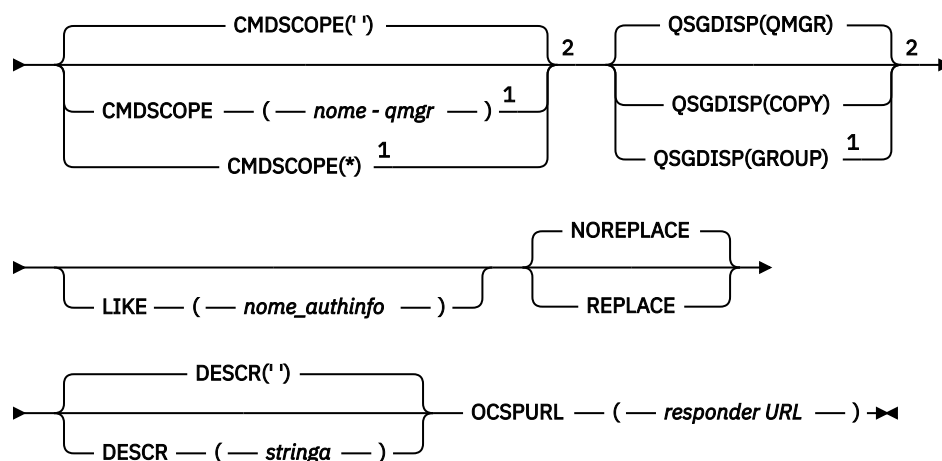 CMDSCOPE(' ')
2
CMDSCOPE ( nome - qmgr ) 1
CMDSCOPE(*) 1
QSGDISP(QMGR)
2
QSGDISP(COPY)
QSGDISP(GROUP) 1
LIKE ( nome_authinfo )
NOREPLACE
REPLACE
DESCR(' ')
DESCR ( stringa )
OCSPURL ( responder URL )